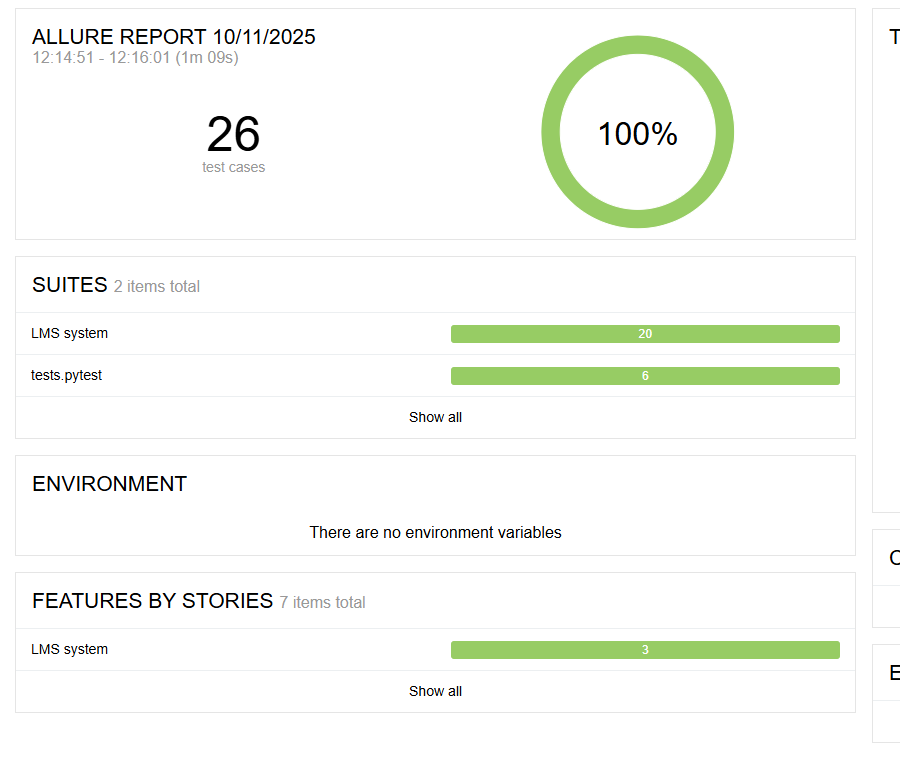 ALLURE REPORT 10/11/2025
12:14:51 - 12:16:01 (1m 09s)
26
test cases
100%
SUITES 2 items total
LMS system 20
tests.pytest 6
Show all
ENVIRONMENT
There are no environment variables
FEATURES BY STORIES 7 items total
LMS system 3
Show all
T
E